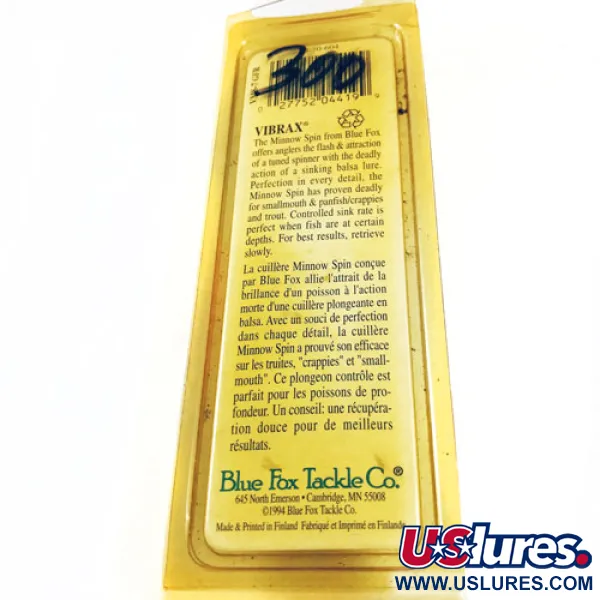 300
0 27752 04419 9
VIBRAX®
The Minnow Spin from Blue Fox
offers anglers the flash & attraction
of a tuned spinner with the deadly
action of a sinking balsa lure.
Perfection in every detail, the
Minnow Spin has proven deadly
for smallmouth & panfish/crappies
and trout. Controlled sink rate is
perfect when fish are at certain
depths. For best results, retrieve
slowly.
La cuillère Minnow Spin conçue
par Blue Fox allie l'attrait de la
brillance d'un poisson à l'action
morte d'une cuillère plongeante en
balsa. Avec un souci de perfection
dans chaque détail, la cuillère
Minnow Spin a prouvé son efficace
sur les truites, "crappies" et "small-
mouth". Ce plongeon contrôle est
parfait pour les poissons de pro-
fondeur. Un conseil: une récupéra-
tion douce pour de meilleurs
résultats.
Blue Fox Tackle Co.®
645 North Emerson • Cambridge, MN 55008
©1994 Blue Fox Tackle Co.
Made & Printed in Finland Fabriqué et Imprimé en Finlande
USlures.
WWW.USLURES.COM